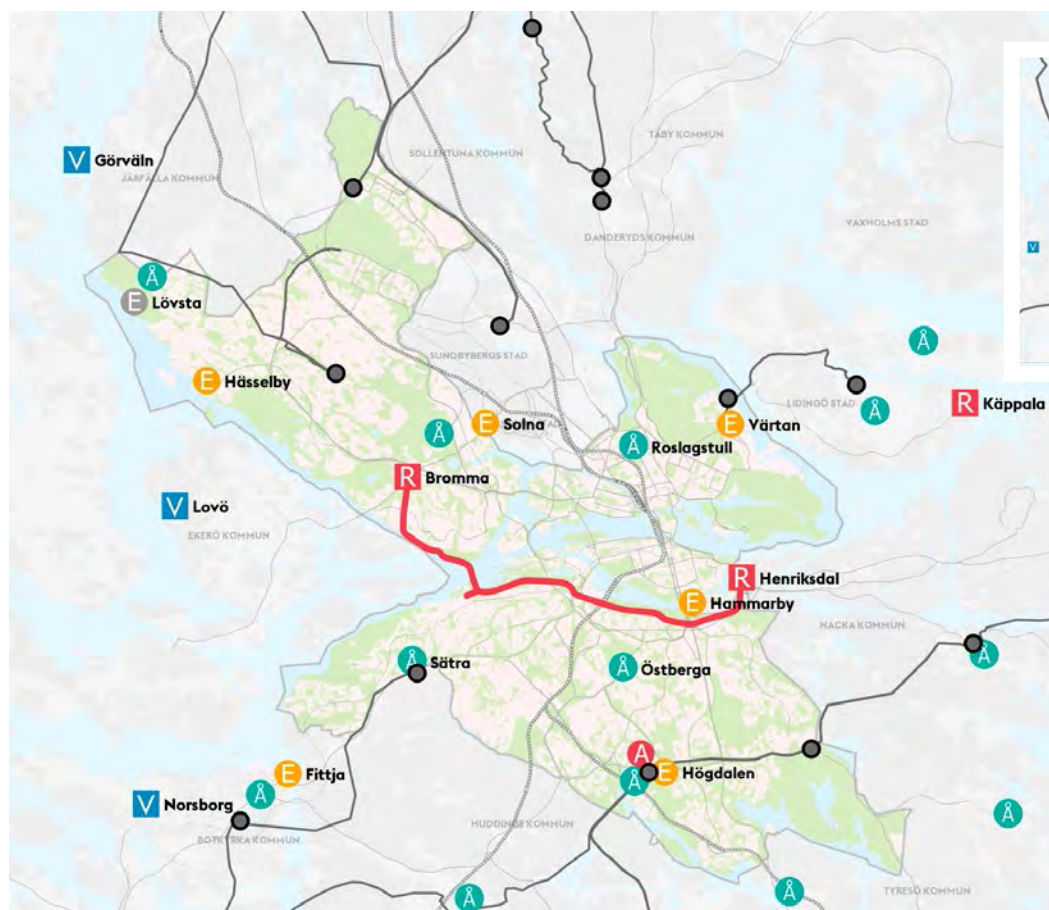 TÄBY KOMMUN
SOLLENTUNA KOMMUN
V Görväln
JÄRFÄLLA KOMMUN
VAXHOLMS STAD
DANDERYDS KOMMUN
V
Å
E Lövsta
SUNDBYBERGS STAD
Å
E Hässelby
LIDINGÖ STAD
R Käppala
Å
E Solna
E Värtan
Å
Å Roslagstull
R Bromma
V Lovö
EKERÖ KOMMUN
R Henriksdal
E Hammarby
NACKA KOMMUN
Å
Å Sätra
Å Östberga
A
E Fittja
Å
E Högdalen
Å
V Norsborg
Å
HUDDINGE KOMMUN
BOTKYRKA KOMMUN
Å
Å
TYRESÖ KOMMUN